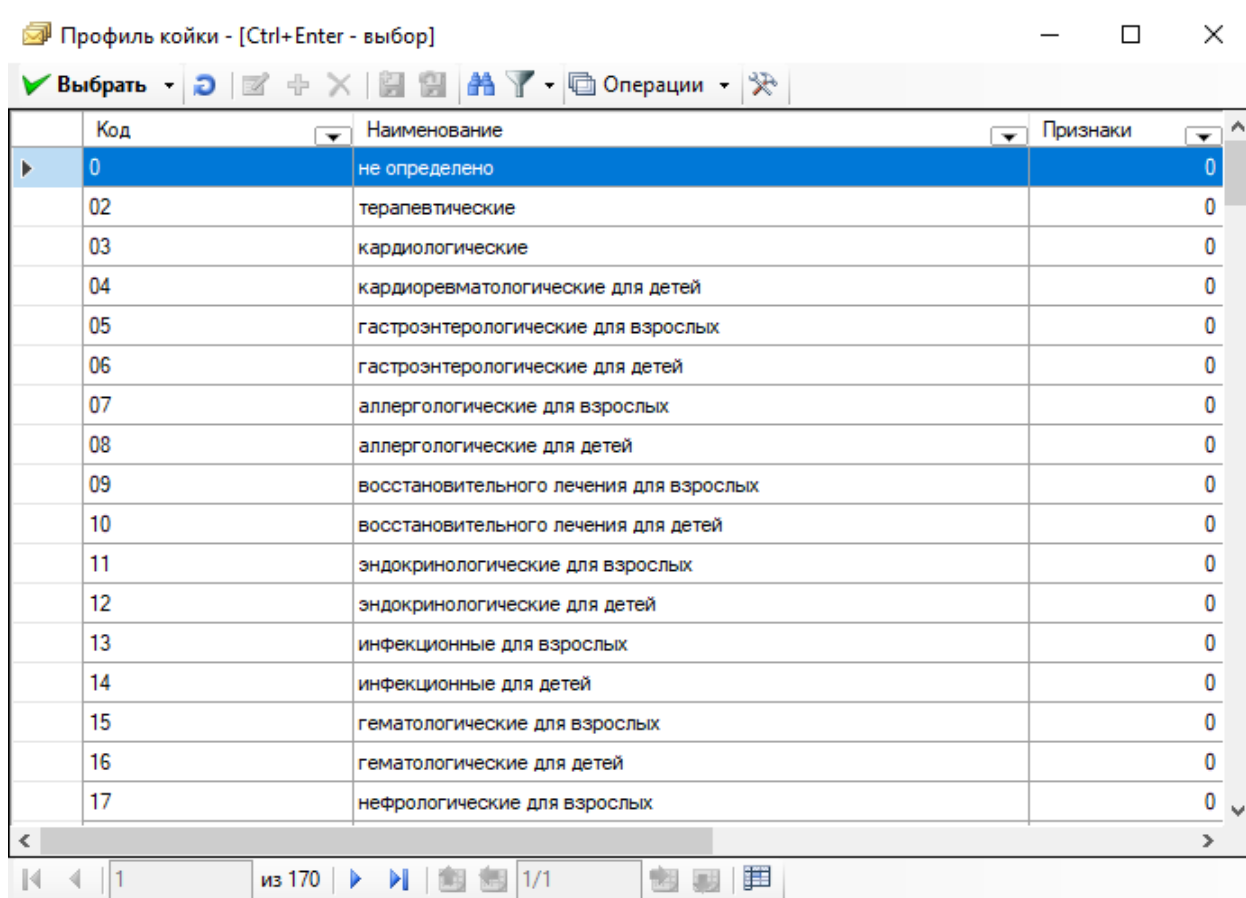 Профиль койки - [Ctrl+Enter - выбор]
Выбрать Операции
Код Наименование Признаки
0 не определено 0
02 терапевтические 0
03 кардиологические 0
04 кардиоревматологические для детей 0
05 гастроэнтерологические для взрослых 0
06 гастроэнтерологические для детей 0
07 аллергологические для взрослых 0
08 аллергологические для детей 0
09 восстановительного лечения для взрослых 0
10 восстановительного лечения для детей 0
11 эндокринологические для взрослых 0
12 эндокринологические для детей 0
13 инфекционные для взрослых 0
14 инфекционные для детей 0
15 гематологические для взрослых 0
16 гематологические для детей 0
17 нефрологические для взрослых 0
1 из 170 1/1